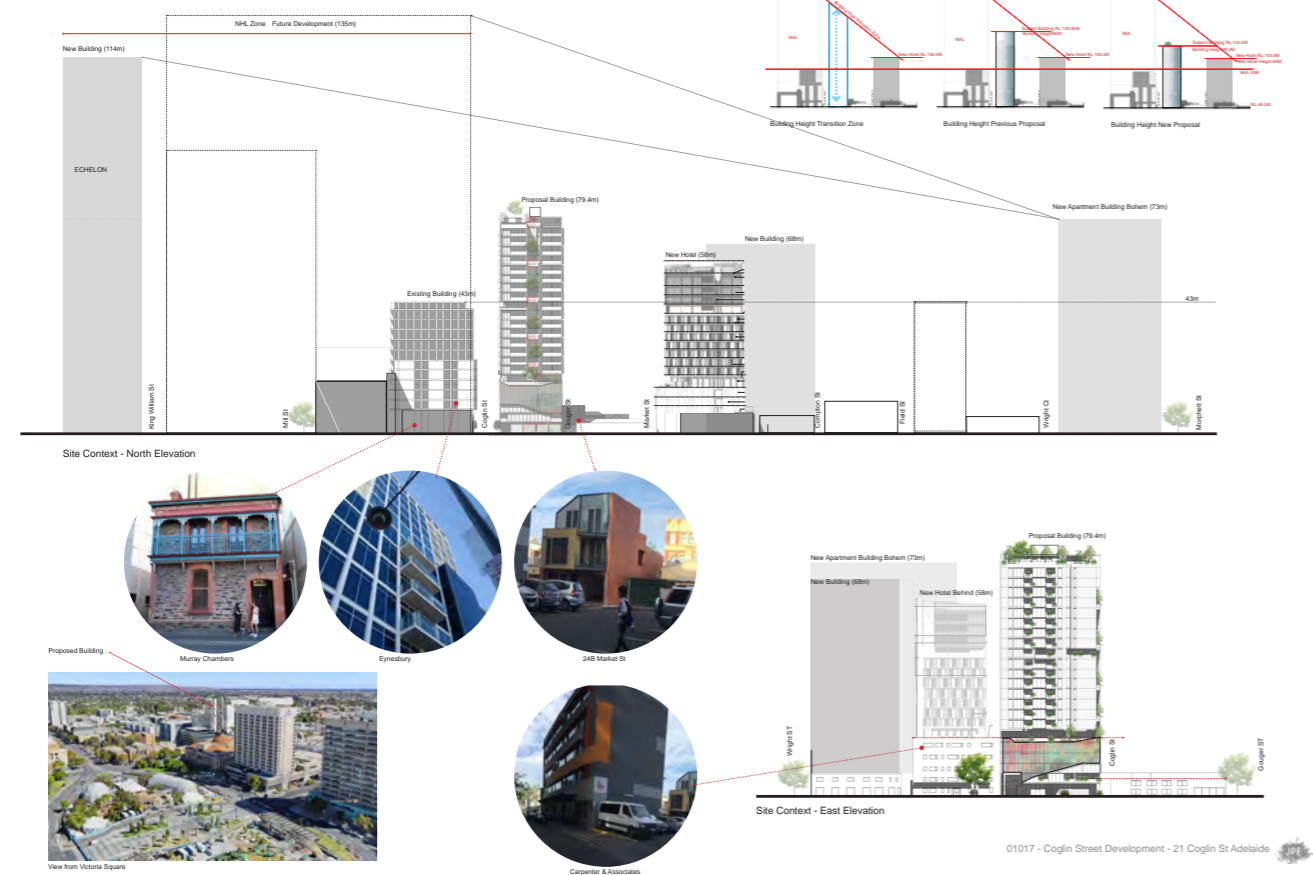 NHL Zone Future Development (135m)
New Building (114m)
ECHELON
Existing Building (43m)
Proposal Building (79.4m)
New Hotel (58m)
New Building (68m)
New Apartment Building Bohem (73m)
43m
King William St
Mill St
Coglin St
Gouger St
Market St
Compton St
Field St
Wright Ct
Morphett St
Site Context - North Elevation
NHL
Building Height Transition Zone
NHL
Building Height Previous Proposal
NHL
Building Height New Proposal
Murray Chambers
Eynesbury
24B Market St
Proposed Building
View from Victoria Square
Carpenter & Associates
New Apartment Building Bohem (73m)
New Building (68m)
New Hotel Behind (58m)
Proposal Building (79.4m)
Wright ST
Coglin St
Gouger ST
Site Context - East Elevation
01017 - Coglin Street Development - 21 Coglin St Adelaide
JPE